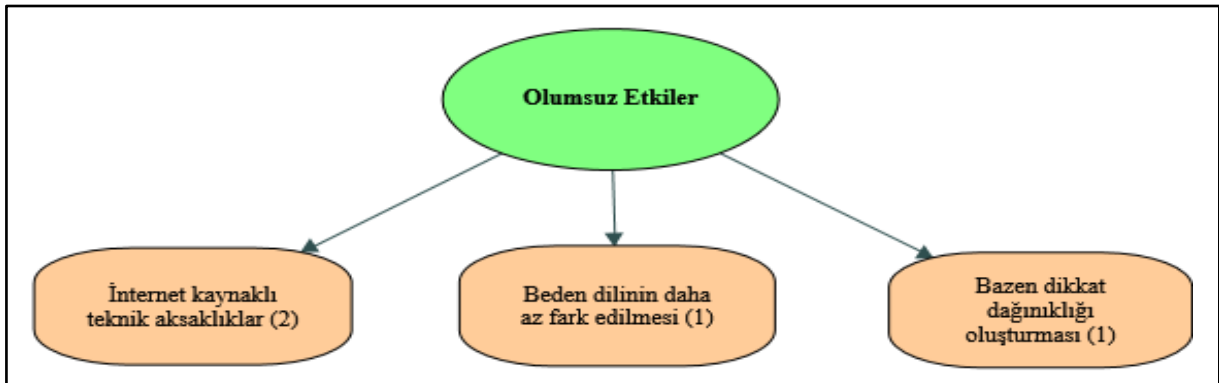 Olumsuz Etkiler
İnternet kaynaklı
teknik aksaklıklar (2)
Beden dilinin daha
az fark edilmesi (1)
Bazen dikkat
dağınıklığı
oluşturması (1)